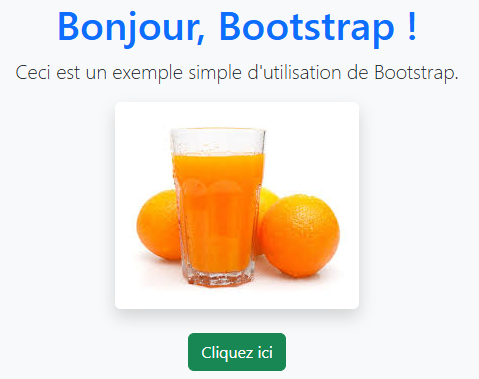 Bonjour, Bootstrap !
Ceci est un exemple simple d'utilisation de Bootstrap.
Cliquez ici